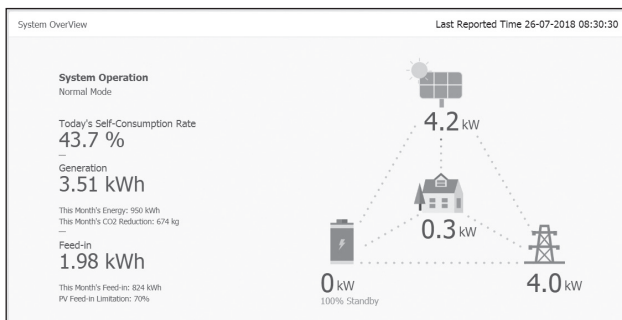 System OverView
Last Reported Time 26-07-2018 08:30:30
System Operation
Normal Mode
Today's Self-Consumption Rate
43.7 %
Generation
3.51 kWh
This Month's Energy: 950 kWh
This Month's CO2 Reduction: 674 kg
Feed-in
1.98 kWh
This Month's Feed-in: 824 kWh
PV Feed-in Limitation: 70%
4.2 kW
0.3 kW
0 kW
100% Standby
4.0 kW